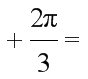 + 2π/3 =